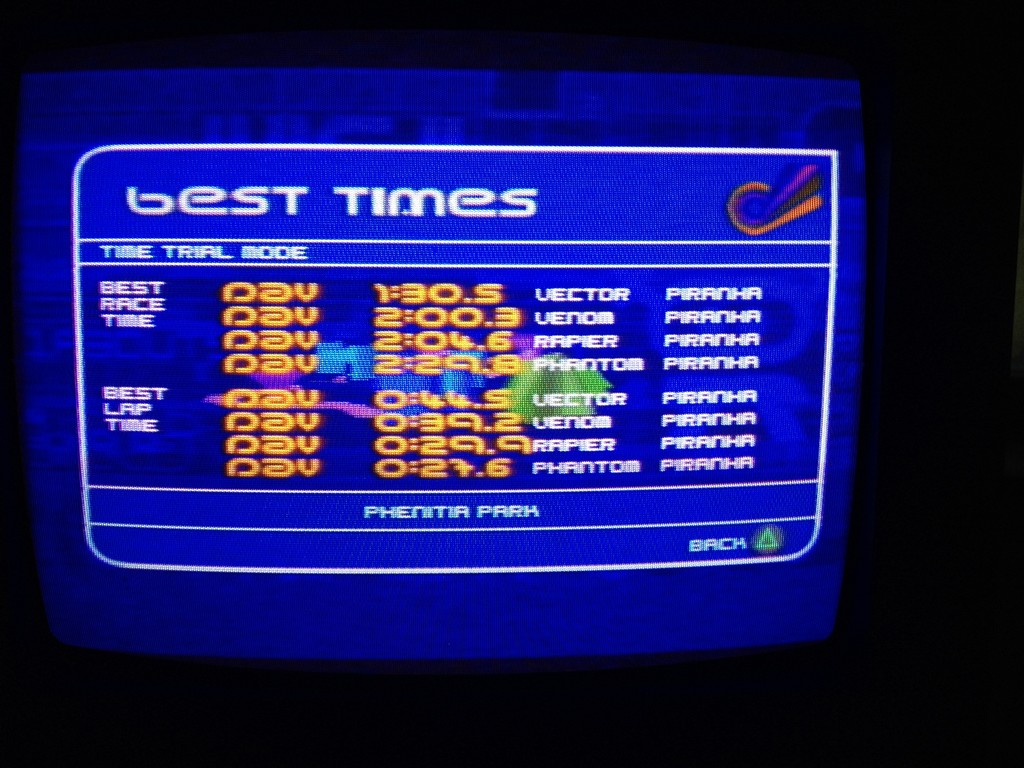 BEST TIMES
TIME TRIAL MODE
BEST RACE TIME
DAV 1:30.5 VECTOR PIRANHA
DAV 2:00.3 VENOM PIRANHA
DAV 2:04.6 RAPIER PIRANHA
DAV 2:29.8 PHANTOM PIRANHA
BEST LAP TIME
DAV 0:44.5 VECTOR PIRANHA
DAV 0:39.2 VENOM PIRANHA
DAV 0:29.9 RAPIER PIRANHA
DAV 0:27.6 PHANTOM PIRANHA
PHENITIA PARK
BACK